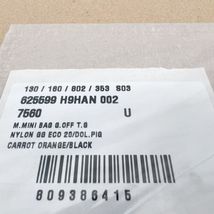 130 / 160 / 802 / 353 S03
625599 H9HAN 002
7560 U
M.MINI BAG G.OFF T.G
NYLON GG ECO 25/DOL.PIG
CARROT ORANGE/BLACK
809386415